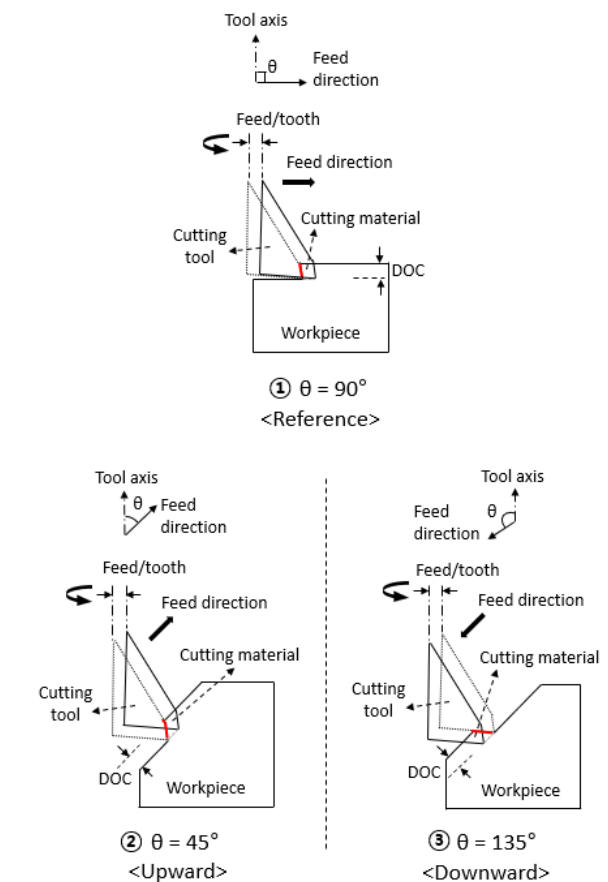 Tool axis
θ
Feed
direction
Feed/tooth
Feed direction
Cutting material
Cutting
tool
DOC
Workpiece
① θ = 90°
<Reference>
Tool axis
θ
Feed
direction
Feed/tooth
Feed direction
Cutting material
Cutting
tool
DOC
Workpiece
② θ = 45°
<Upward>
Tool axis
θ
Feed
direction
Feed/tooth
Feed direction
Cutting material
Cutting
tool
DOC
Workpiece
③ θ = 135°
<Downward>